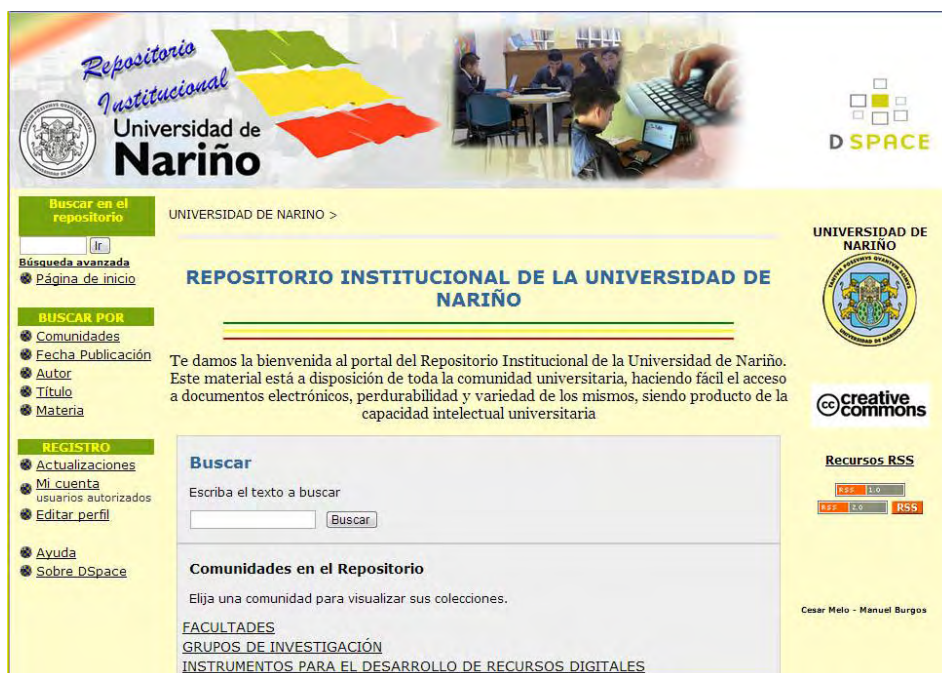 Repositorio
Institucional
Universidad de
Nariño
D SPACE
Buscar en el
repositorio
Ir
Búsqueda avanzada
Página de inicio
BUSCAR POR
Comunidades
Fecha Publicación
Autor
Título
Materia
REGISTRO
Actualizaciones
Mi cuenta
usuarios autorizados
Editar perfil
Ayuda
Sobre DSpace
UNIVERSIDAD DE NARINO >
REPOSITORIO INSTITUCIONAL DE LA UNIVERSIDAD DE
NARIÑO
Te damos la bienvenida al portal del Repositorio Institucional de la Universidad de Nariño.
Este material está a disposición de toda la comunidad universitaria, haciendo fácil el acceso
a documentos electrónicos, perdurabilidad y variedad de los mismos, siendo producto de la
capacidad intelectual universitaria
Buscar
Escriba el texto a buscar
Buscar
Comunidades en el Repositorio
Elija una comunidad para visualizar sus colecciones.
FACULTADES
GRUPOS DE INVESTIGACIÓN
INSTRUMENTOS PARA EL DESARROLLO DE RECURSOS DIGITALES
UNIVERSIDAD DE
NARIÑO
cc creative
commons
Recursos RSS
RSS 1.0
RSS 2.0 RSS
Cesar Melo - Manuel Burgos